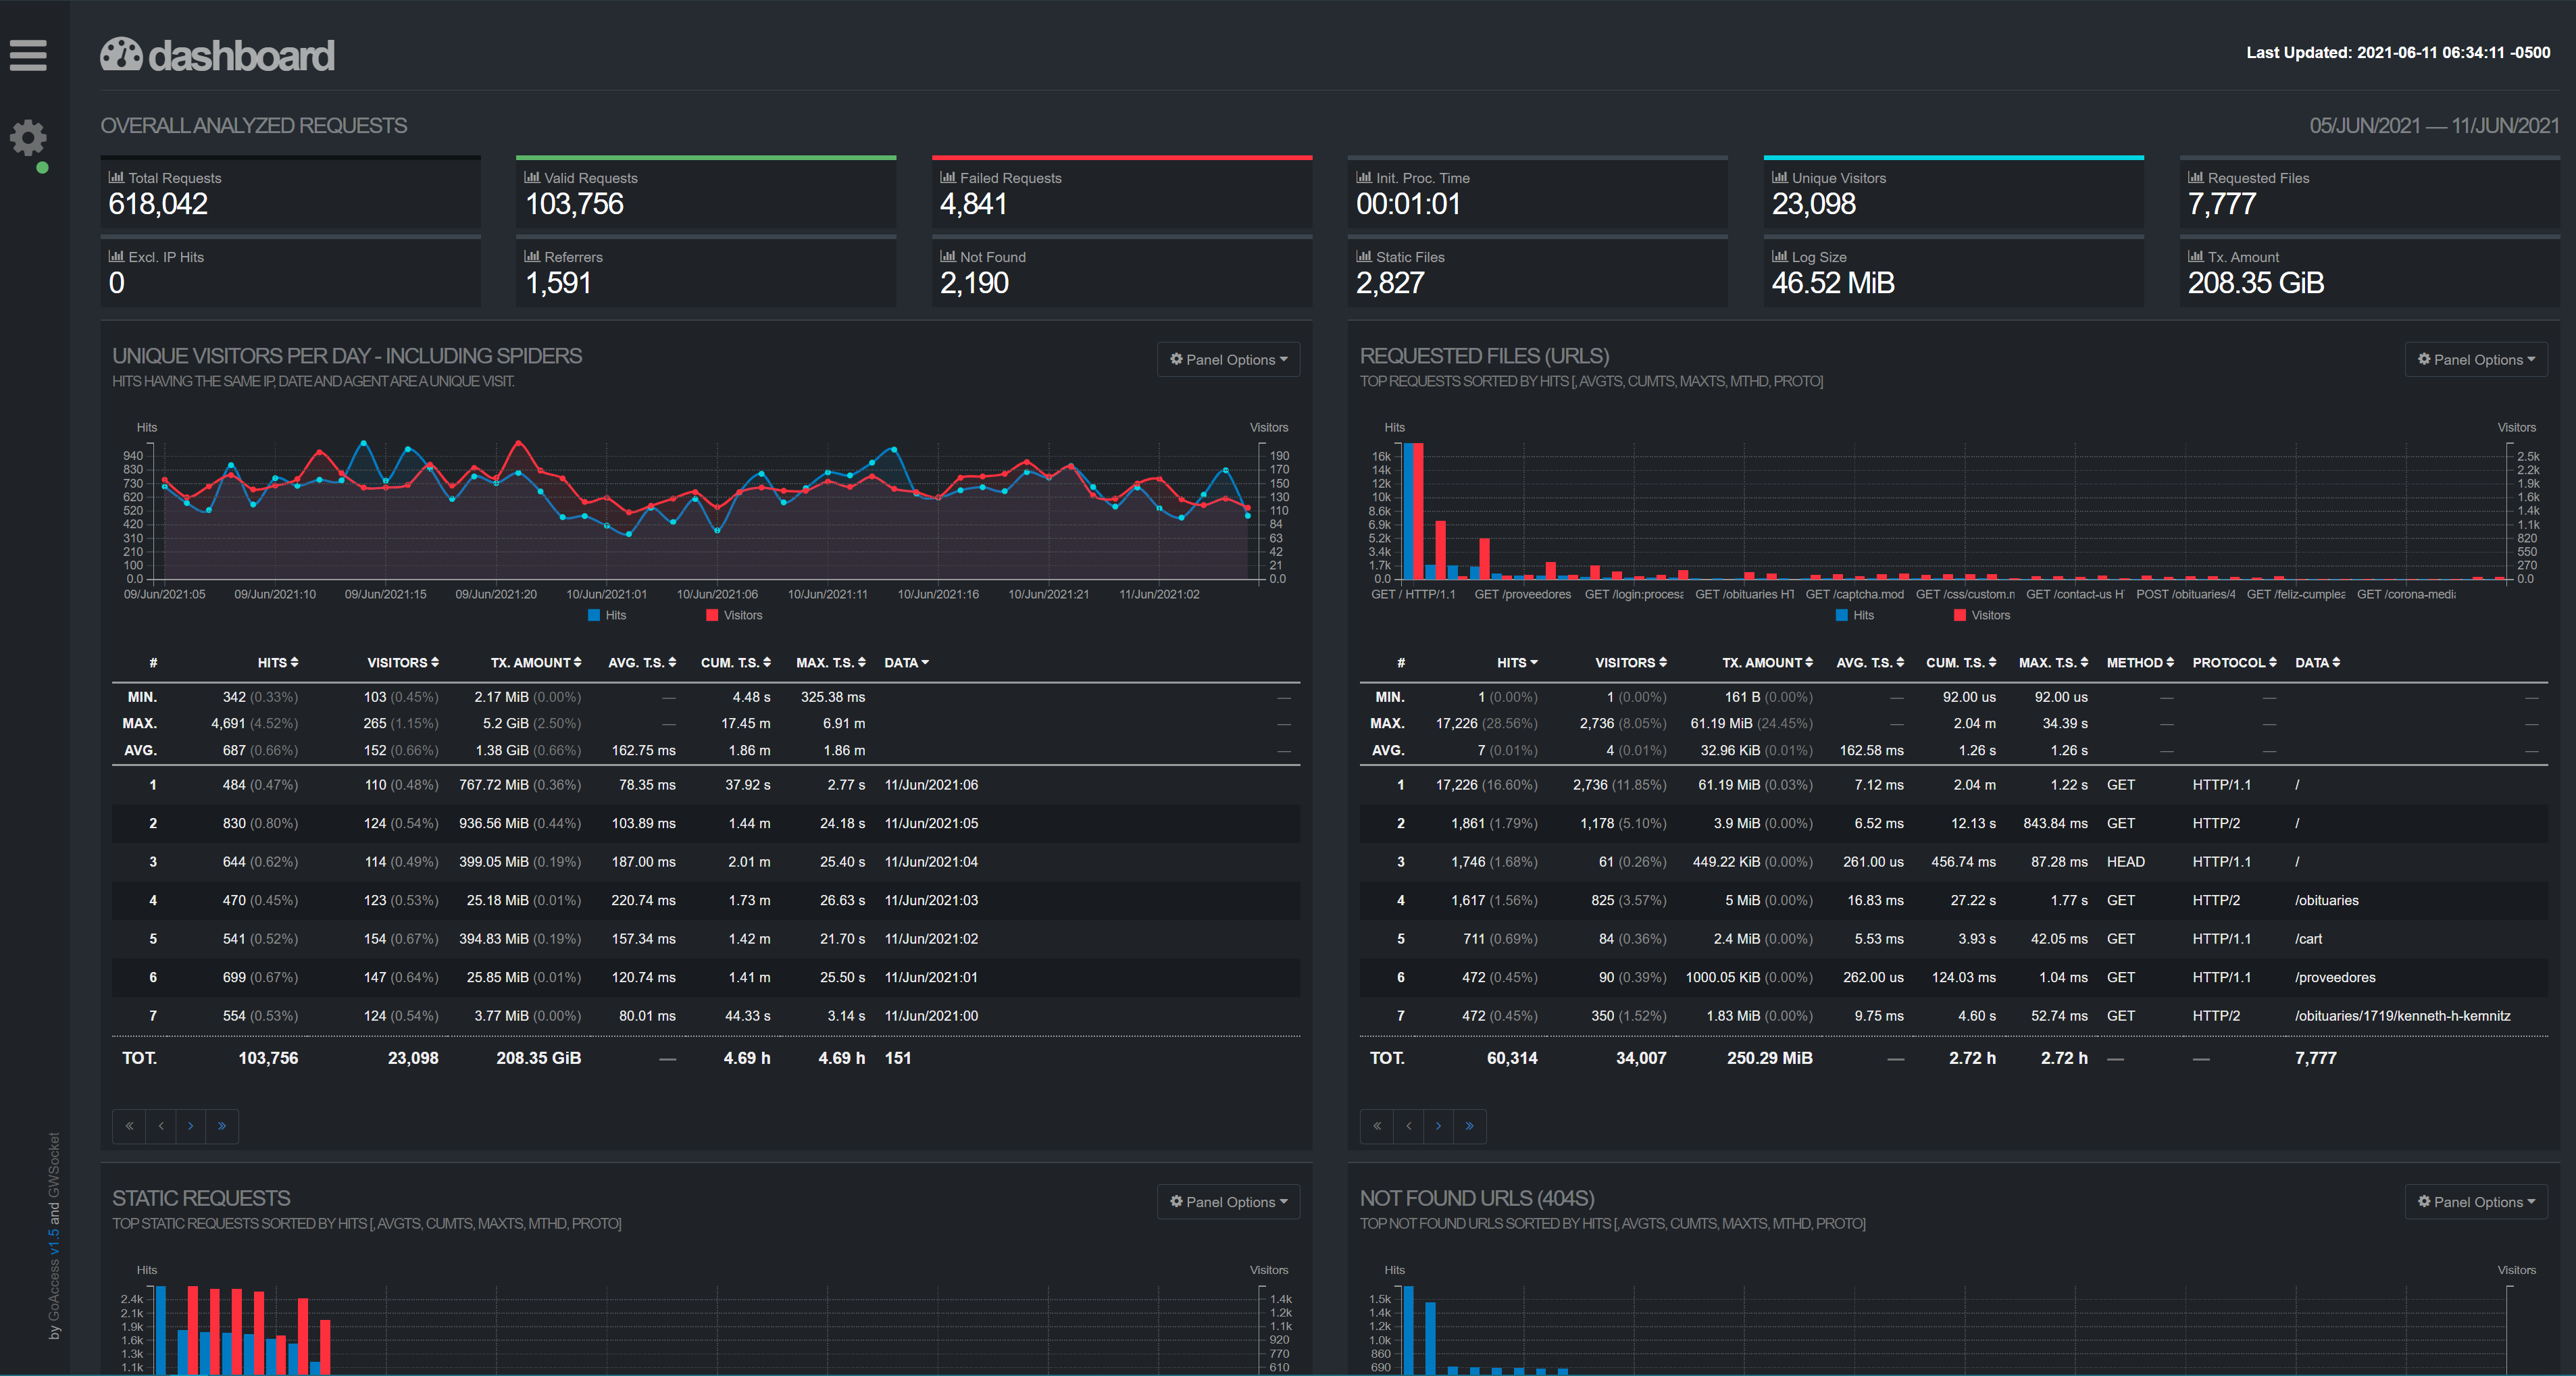 dashboard
Last Updated: 2021-06-11 06:34:11 -0500
OVERALL ANALYZED REQUESTS
05/JUN/2021 — 11/JUN/2021
Total Requests
618,042
Valid Requests
103,756
Failed Requests
4,841
Init. Proc. Time
00:01:01
Unique Visitors
23,098
Requested Files
7,777
Excl. IP Hits
0
Referrers
1,591
Not Found
2,190
Static Files
2,827
Log Size
46.52 MiB
Tx. Amount
208.35 GiB
UNIQUE VISITORS PER DAY - INCLUDING SPIDERS
HITS HAVING THE SAME IP, DATE AND AGENT ARE A UNIQUE VISIT.
Panel Options
Hits
Visitors
940
830
730
620
520
420
310
210
100
0.0
190
170
150
130
110
84
63
42
21
0.0
09/Jun/2021:05 09/Jun/2021:10 09/Jun/2021:15 09/Jun/2021:20 10/Jun/2021:01 10/Jun/2021:06 10/Jun/2021:11 10/Jun/2021:16 10/Jun/2021:21 11/Jun/2021:02
Hits Visitors
# HITS VISITORS TX. AMOUNT AVG. T.S. CUM. T.S. MAX. T.S. DATA
MIN. 342 (0.33%) 103 (0.45%) 2.17 MiB (0.00%) — 4.48 s 325.38 ms —
MAX. 4,691 (4.52%) 265 (1.15%) 5.2 GiB (2.50%) — 17.45 m 6.91 m —
AVG. 687 (0.66%) 152 (0.66%) 1.38 GiB (0.66%) 162.75 ms 1.86 m 1.86 m —
1 484 (0.47%) 110 (0.48%) 767.72 MiB (0.36%) 78.35 ms 37.92 s 2.77 s 11/Jun/2021:06
2 830 (0.80%) 124 (0.54%) 936.56 MiB (0.44%) 103.89 ms 1.44 m 24.18 s 11/Jun/2021:05
3 644 (0.62%) 114 (0.49%) 399.05 MiB (0.19%) 187.00 ms 2.01 m 25.40 s 11/Jun/2021:04
4 470 (0.45%) 123 (0.53%) 25.18 MiB (0.01%) 220.74 ms 1.73 m 26.63 s 11/Jun/2021:03
5 541 (0.52%) 154 (0.67%) 394.83 MiB (0.19%) 157.34 ms 1.42 m 21.70 s 11/Jun/2021:02
6 699 (0.67%) 147 (0.64%) 25.85 MiB (0.01%) 120.74 ms 1.41 m 25.50 s 11/Jun/2021:01
7 554 (0.53%) 124 (0.54%) 3.77 MiB (0.00%) 80.01 ms 44.33 s 3.14 s 11/Jun/2021:00
TOT. 103,756 23,098 208.35 GiB — 4.69 h 4.69 h 151
« ‹ › »
REQUESTED FILES (URLS)
TOP REQUESTS SORTED BY HITS [, AVGTS, CUMTS, MAXTS, MTHD, PROTO]
Panel Options
Hits
Visitors
16k
14k
12k
10k
8.6k
6.9k
5.2k
3.4k
1.7k
0.0
2.5k
2.2k
1.9k
1.6k
1.4k
1.1k
820
550
270
0.0
GET / HTTP/1.1 GET /proveedores GET /login:procesa GET /obituaries HT GET /captcha.mod GET /css/custom.n GET /contact-us H GET /feliz-cumplea GET /corona-media
POST /obituaries/4
Hits Visitors
# HITS VISITORS TX. AMOUNT AVG. T.S. CUM. T.S. MAX. T.S. METHOD PROTOCOL DATA
MIN. 1 (0.00%) 1 (0.00%) 161 B (0.00%) — 92.00 us 92.00 us — — —
MAX. 17,226 (28.56%) 2,736 (8.05%) 61.19 MiB (24.45%) — 2.04 m 34.39 s — — —
AVG. 7 (0.01%) 4 (0.01%) 32.96 KiB (0.01%) 162.58 ms 1.26 s 1.26 s — — —
1 17,226 (16.60%) 2,736 (11.85%) 61.19 MiB (0.03%) 7.12 ms 2.04 m 1.22 s GET HTTP/1.1 /
2 1,861 (1.79%) 1,178 (5.10%) 3.9 MiB (0.00%) 6.52 ms 12.13 s 843.84 ms GET HTTP/2 /
3 1,746 (1.68%) 61 (0.26%) 449.22 KiB (0.00%) 261.00 us 456.74 ms 87.28 ms HEAD HTTP/1.1 /
4 1,617 (1.56%) 825 (3.57%) 5 MiB (0.00%) 16.83 ms 27.22 s 1.77 s GET HTTP/2 /obituaries
5 711 (0.69%) 84 (0.36%) 2.4 MiB (0.00%) 5.53 ms 3.93 s 42.05 ms GET HTTP/1.1 /cart
6 472 (0.45%) 90 (0.39%) 1000.05 KiB (0.00%) 262.00 us 124.03 ms 1.04 ms GET HTTP/1.1 /proveedores
7 472 (0.45%) 350 (1.52%) 1.83 MiB (0.00%) 9.75 ms 4.60 s 52.74 ms GET HTTP/2 /obituaries/1719/kenneth-h-kemnitz
TOT. 60,314 34,007 250.29 MiB — 2.72 h 2.72 h — — 7,777
« ‹ › »
STATIC REQUESTS
TOP STATIC REQUESTS SORTED BY HITS [, AVGTS, CUMTS, MAXTS, MTHD, PROTO]
Panel Options
Hits
Visitors
2.4k
2.1k
1.9k
1.6k
1.3k
1.1k
1.4k
1.2k
1.1k
920
770
610
NOT FOUND URLS (404S)
TOP NOT FOUND URLS SORTED BY HITS [, AVGTS, CUMTS, MAXTS, MTHD, PROTO]
Panel Options
Hits
Visitors
1.5k
1.4k
1.2k
1.0k
860
690
by GoAccess v1.5 and GWSocket